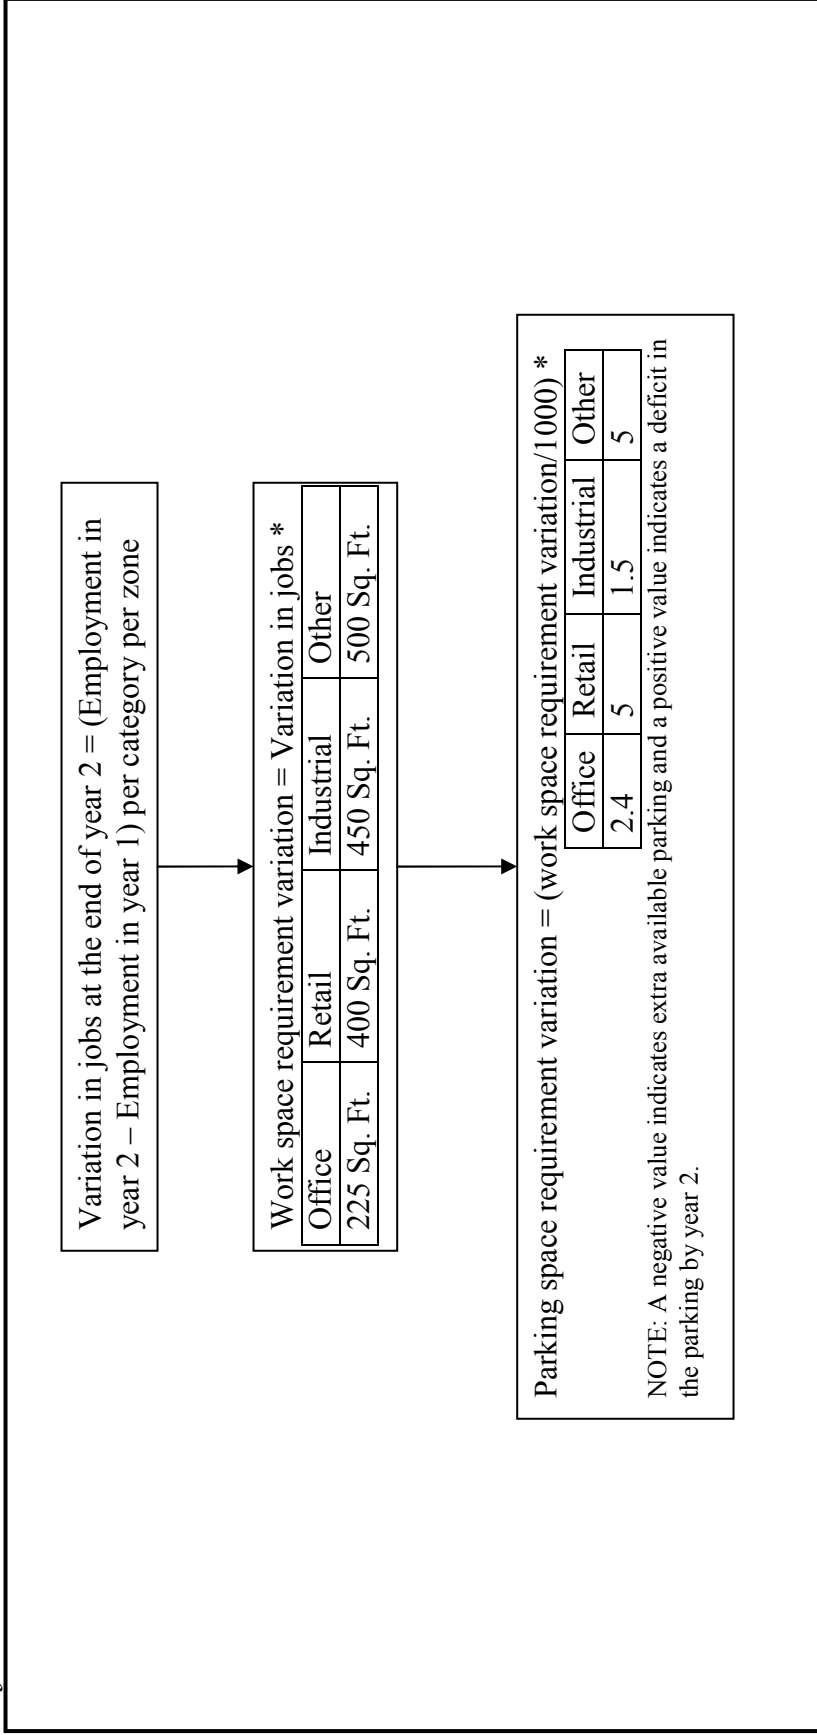 Variation in jobs at the end of year 2 = (Employment in
year 2 – Employment in year 1) per category per zone
Work space requirement variation = Variation in jobs *
Office Retail Industrial Other
225 Sq. Ft. 400 Sq. Ft. 450 Sq. Ft. 500 Sq. Ft.
Parking space requirement variation = (work space requirement variation/1000) *
Office Retail Industrial Other
2.4 5 1.5 5
NOTE: A negative value indicates extra available parking and a positive value indicates a deficit in
the parking by year 2.